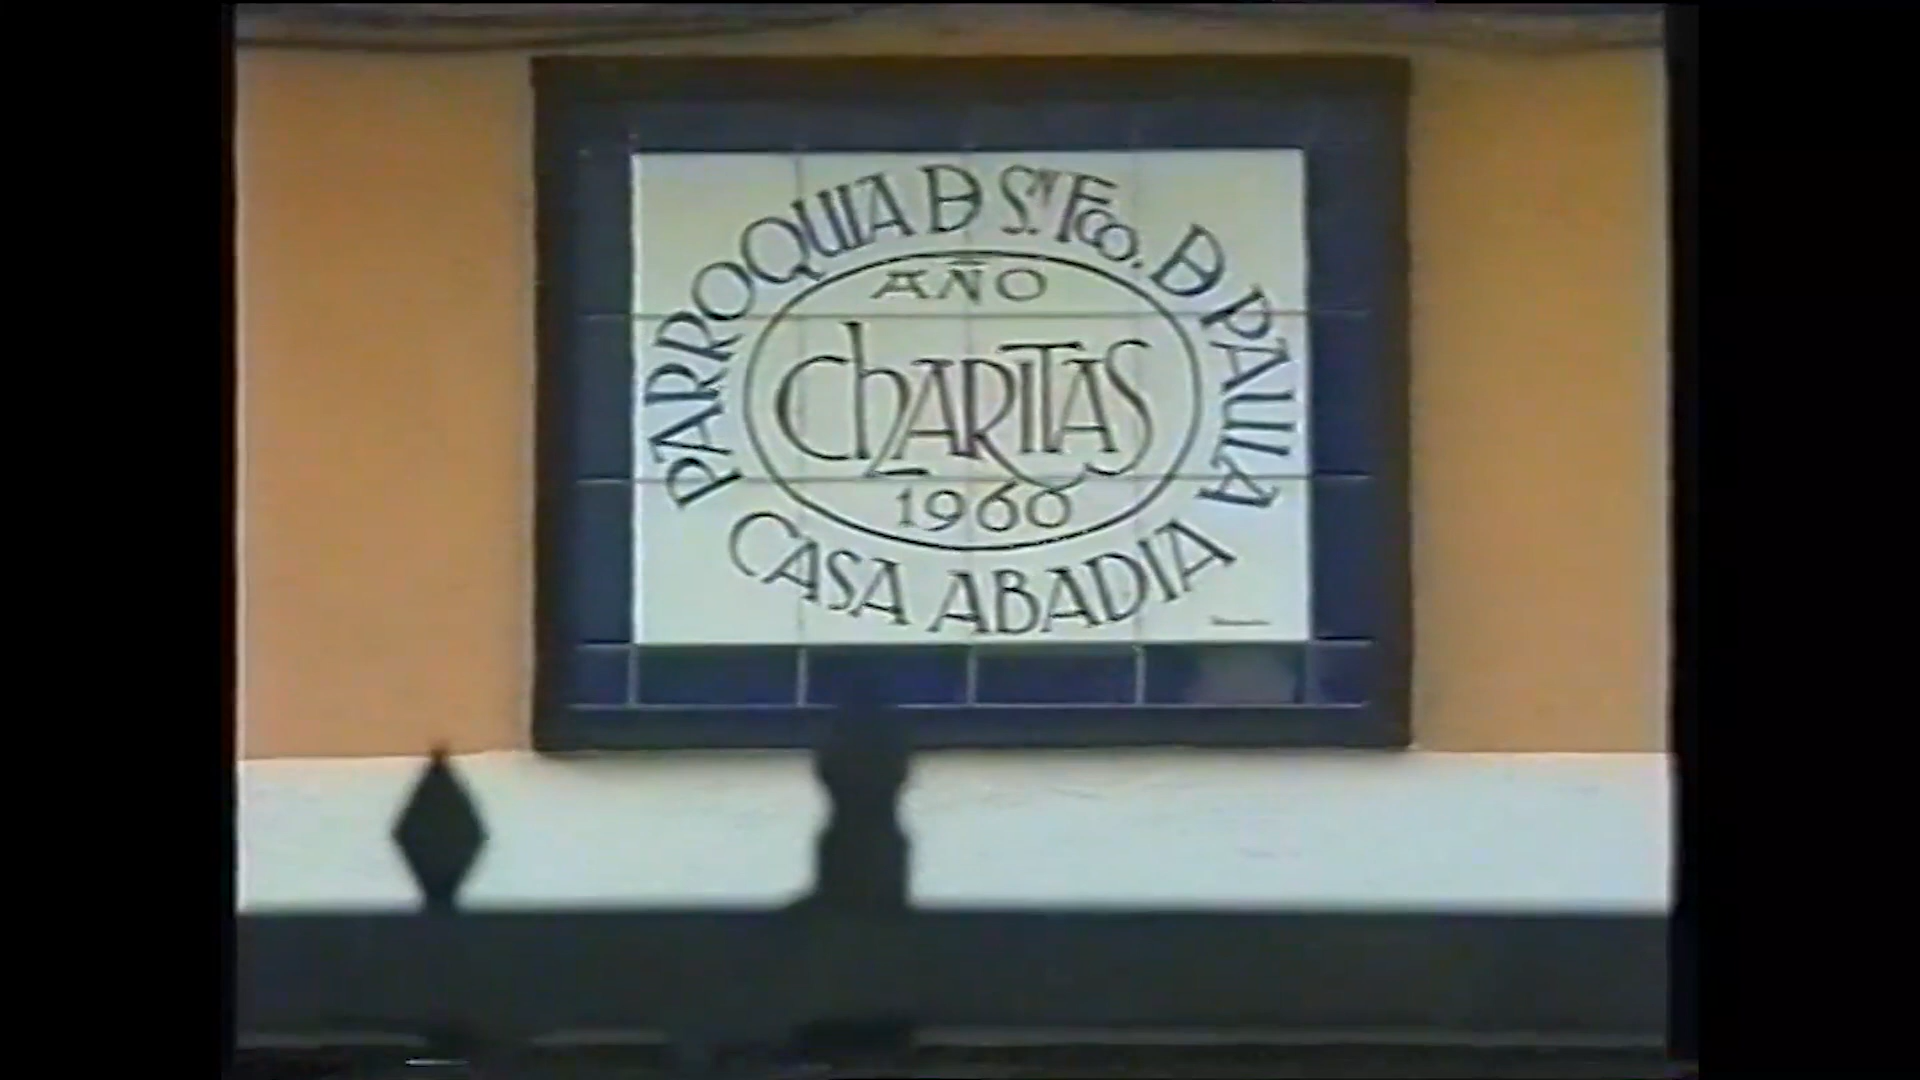 PARROQUIA D Sn. Fco. D PAULA
AÑO
ChARITAS
1960
CASA ABADIA